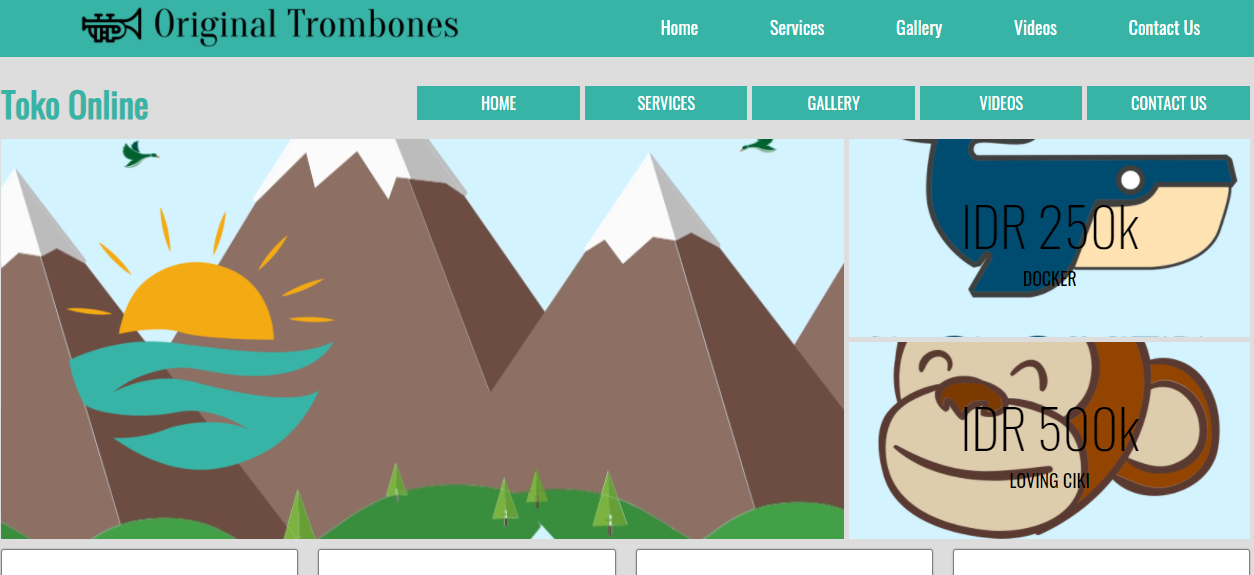 Original Trombones
Home Services Gallery Videos Contact Us
Toko Online
HOME SERVICES GALLERY VIDEOS CONTACT US
IDR 250k
DOCKER
IDR 500k
LOVING CIKI